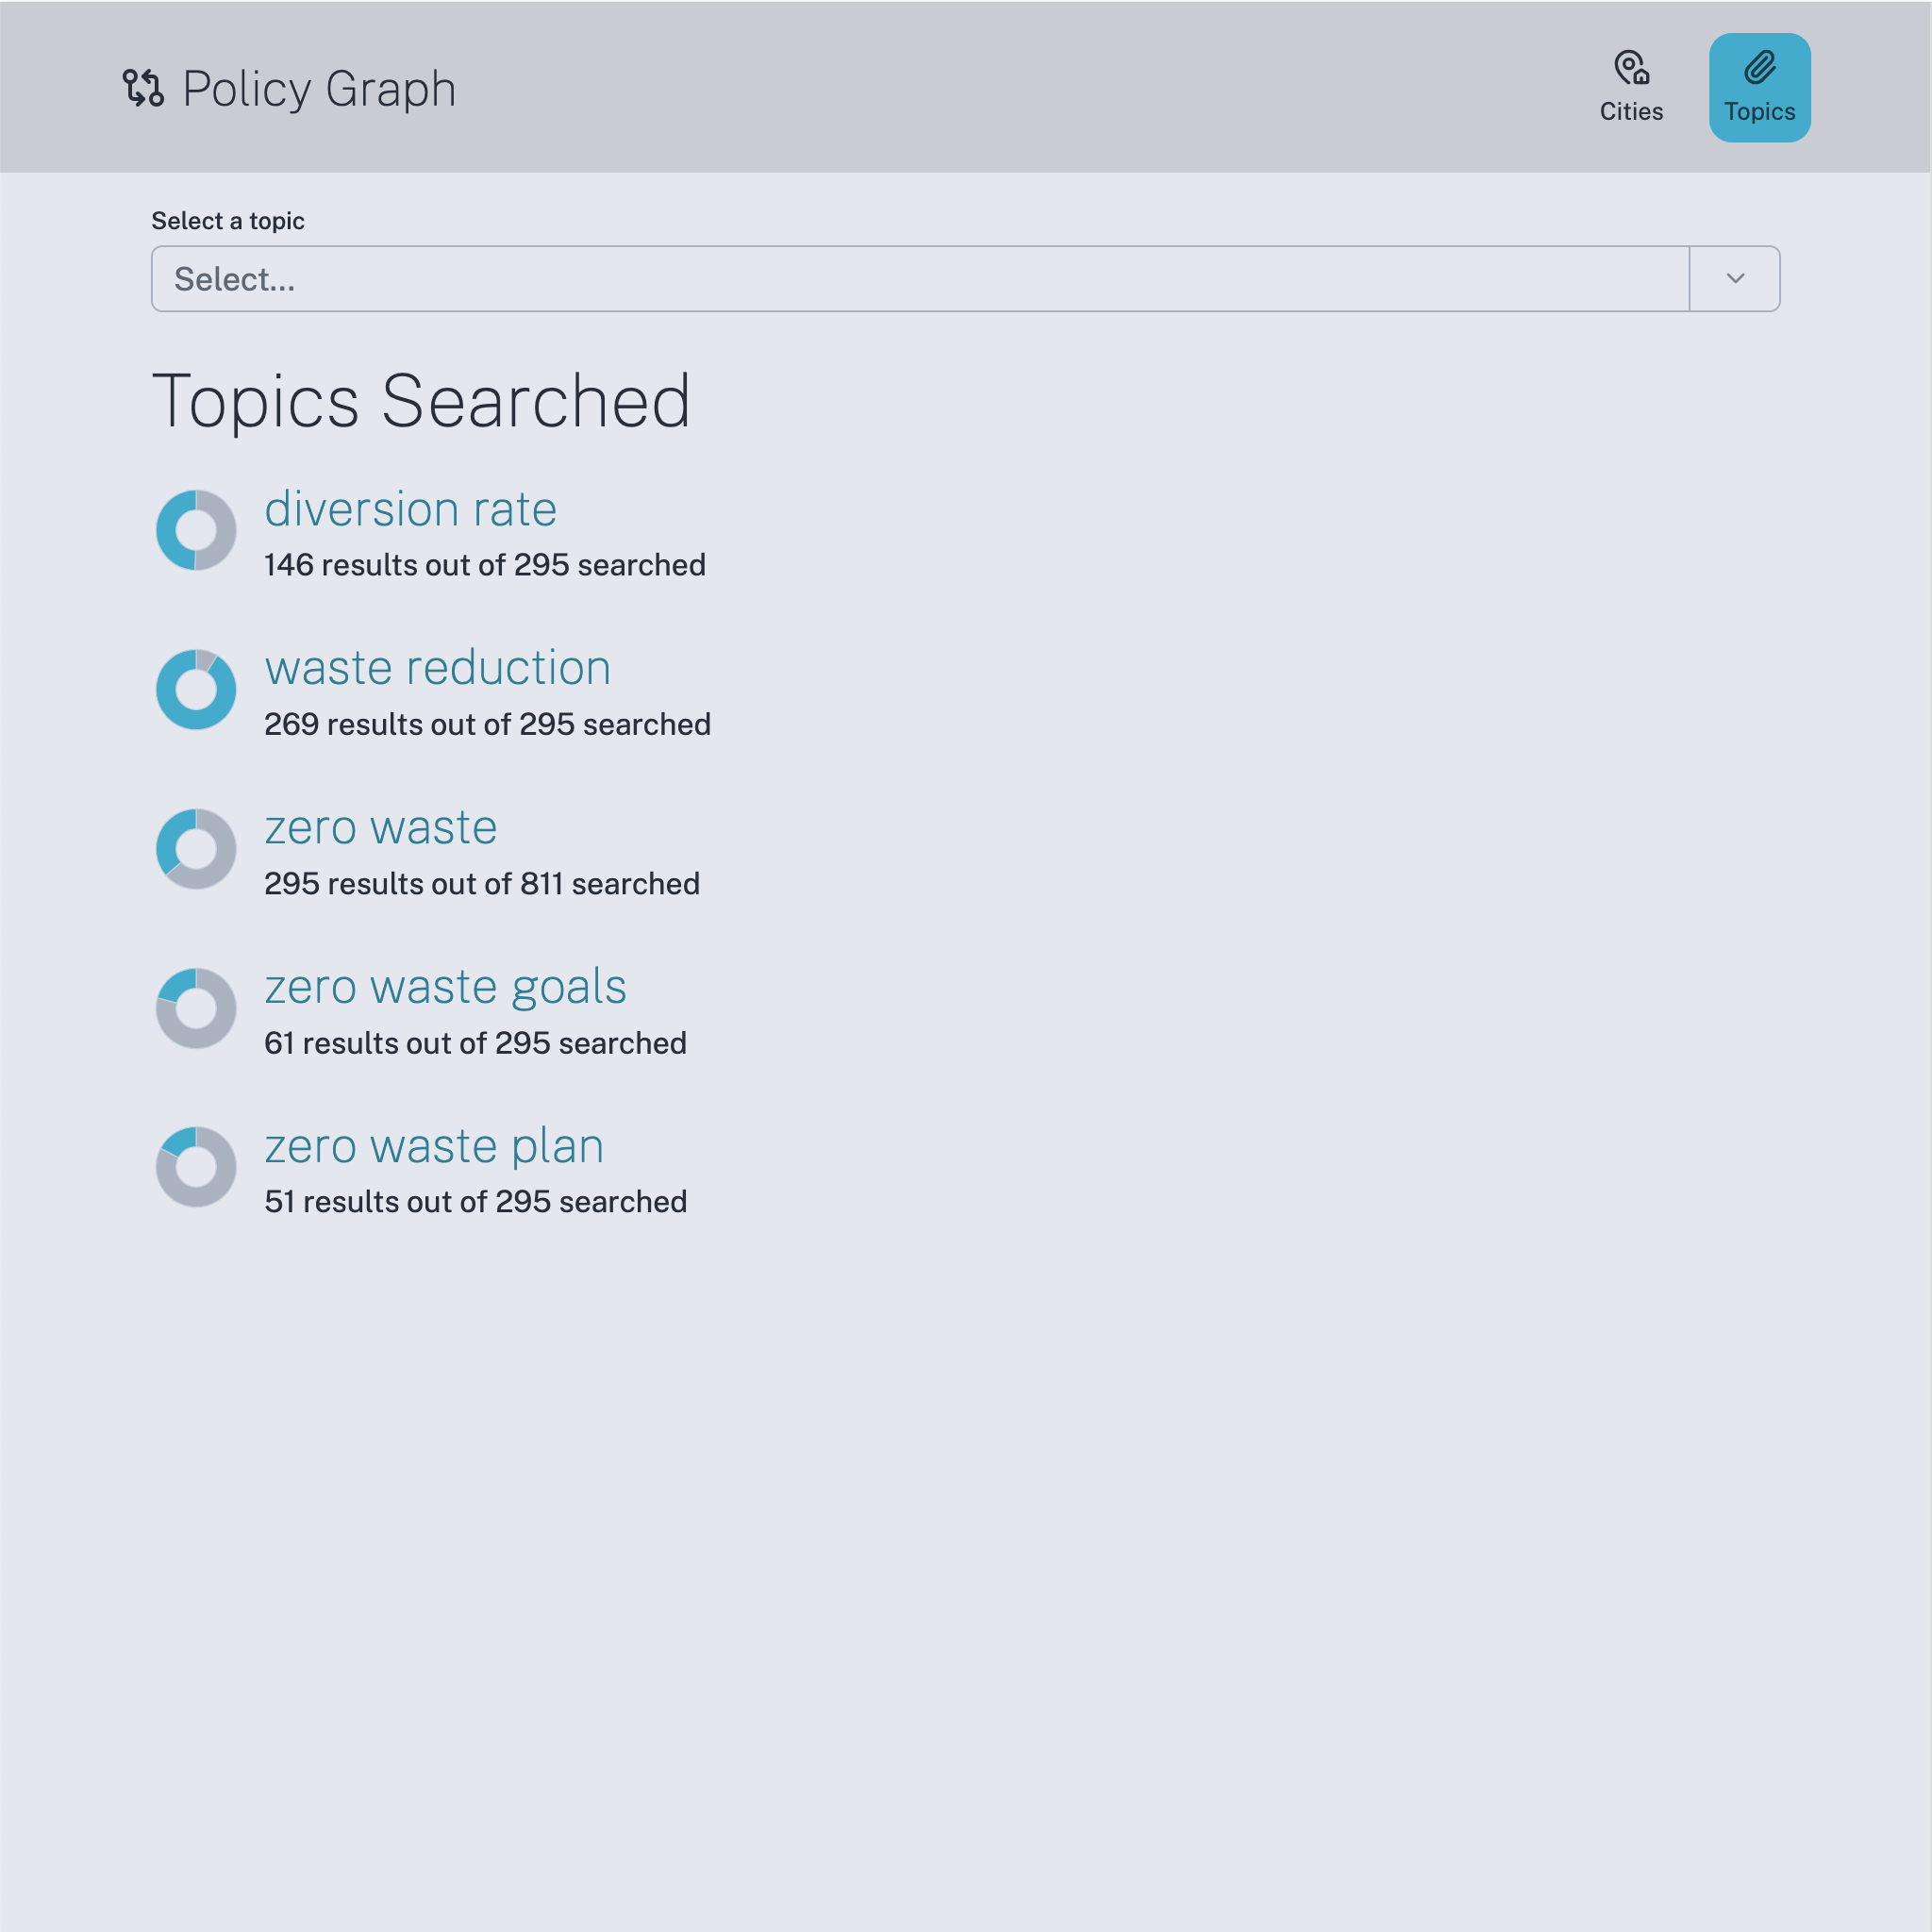 Policy Graph
Cities
Topics
Select a topic
Select...
Topics Searched
diversion rate
146 results out of 295 searched
waste reduction
269 results out of 295 searched
zero waste
295 results out of 811 searched
zero waste goals
61 results out of 295 searched
zero waste plan
51 results out of 295 searched